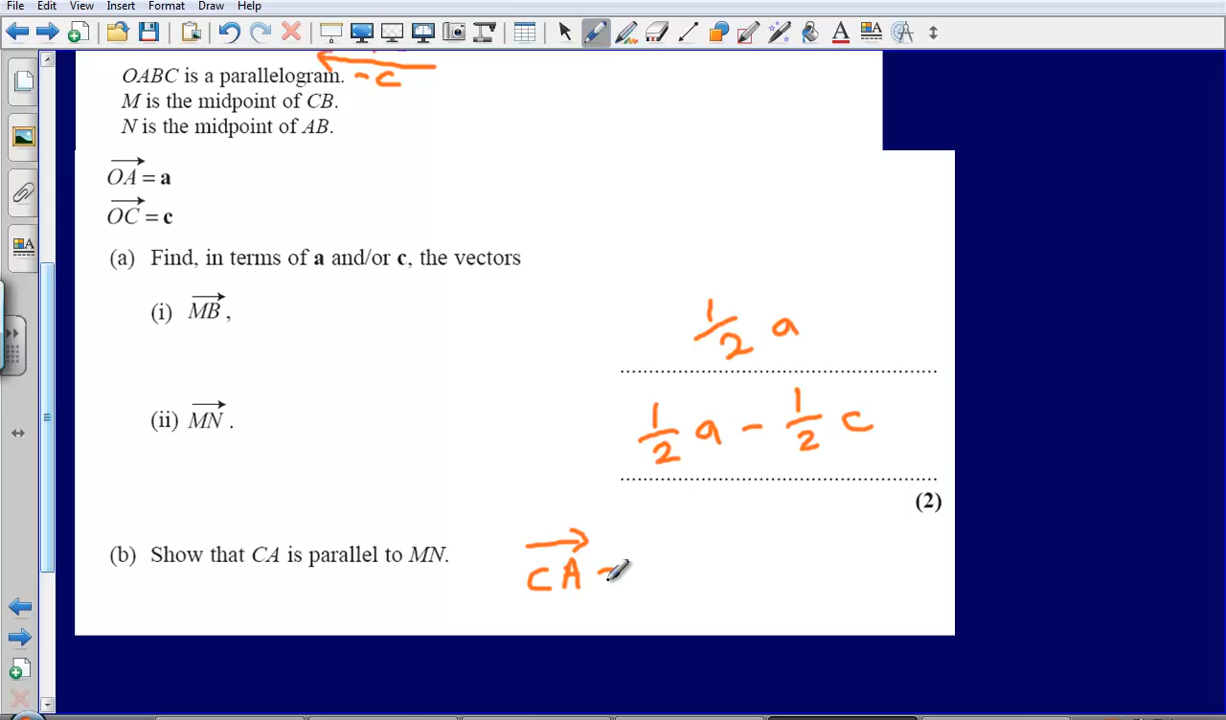 File Edit View Insert Format Draw Help
-c
OABC is a parallelogram.
M is the midpoint of CB.
N is the midpoint of AB.
OA = a
OC = c
(a) Find, in terms of a and/or c, the vectors
(i) MB,
1/2 a
(ii) MN.
1/2 a - 1/2 c
(2)
(b) Show that CA is parallel to MN.
CA =